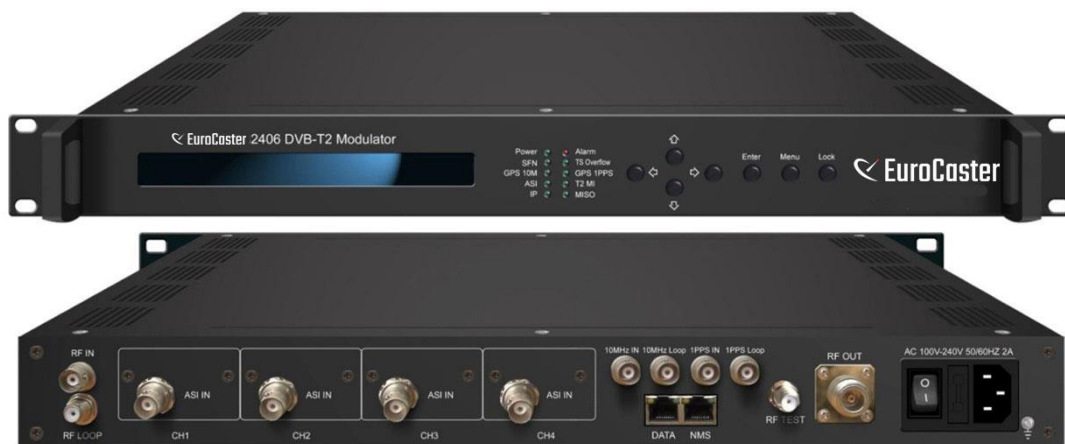 EuroCaster 2406 DVB-T2 Modulator
Power Alarm
SFN TS Overflow
GPS 10M GPS 1PPS
ASI T2 MI
IP MISO
Enter Menu Lock
EuroCaster
RF IN
RF LOOP
ASI IN
CH1
ASI IN
CH2
ASI IN
CH3
ASI IN
CH4
10MHz IN 10MHz Loop 1PPS IN 1PPS Loop
DATA NMS
RF TEST
RF OUT
AC 100V-240V 50/60HZ 2A
O
I